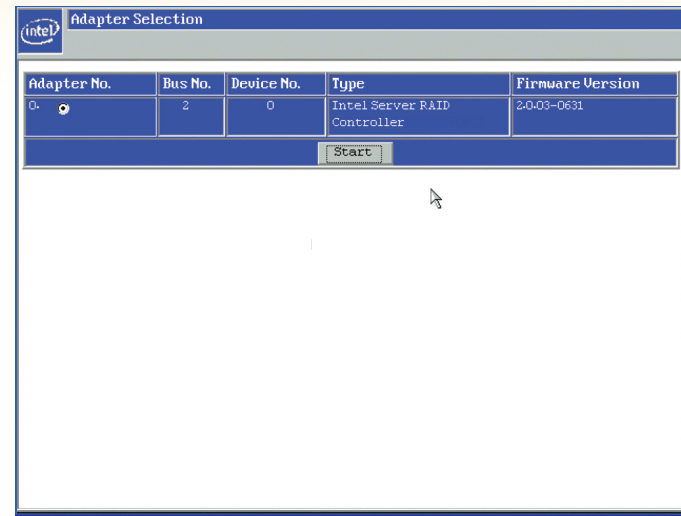 intel
Adapter Selection
Adapter No. Bus No. Device No. Type Firmware Version
0. 2 0 Intel Server RAID Controller 2.0.03-0631
Start